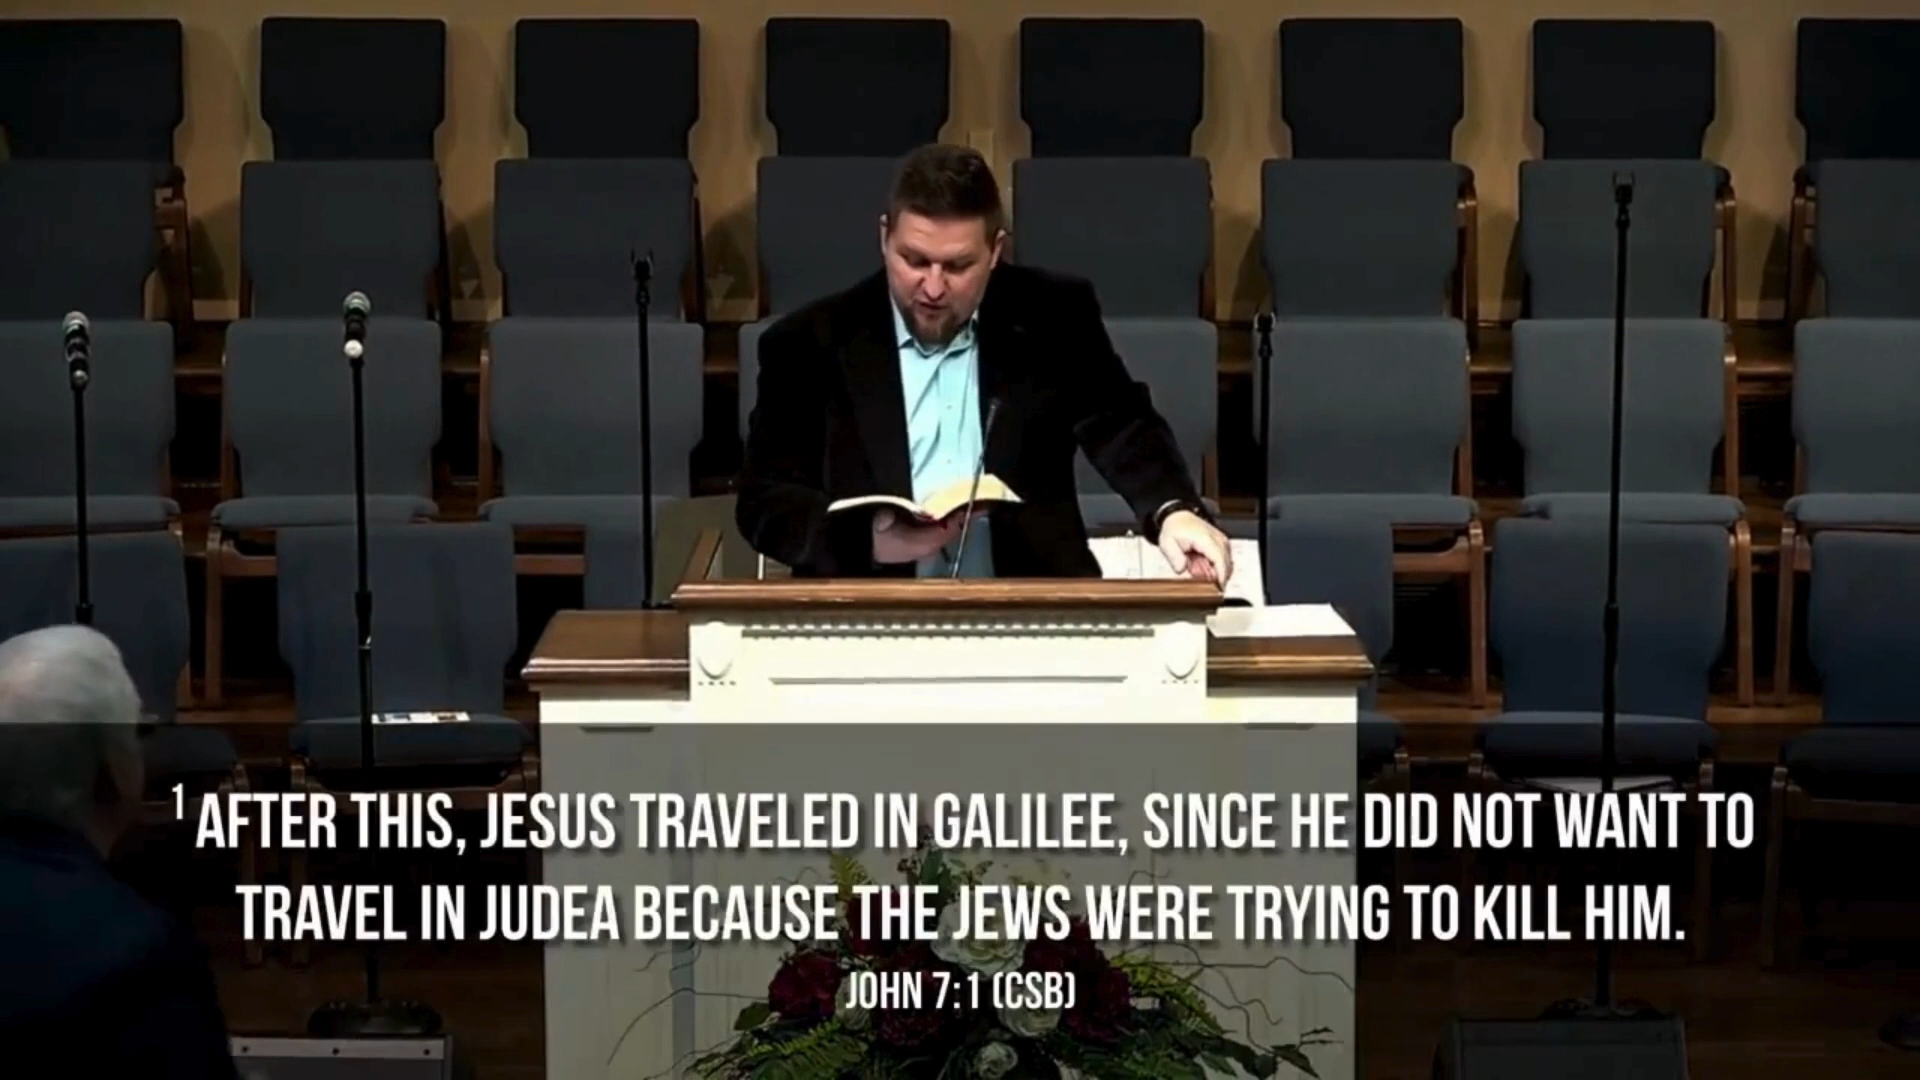 1 AFTER THIS, JESUS TRAVELED IN GALILEE, SINCE HE DID NOT WANT TO
TRAVEL IN JUDEA BECAUSE THE JEWS WERE TRYING TO KILL HIM.
JOHN 7:1 (CSB)